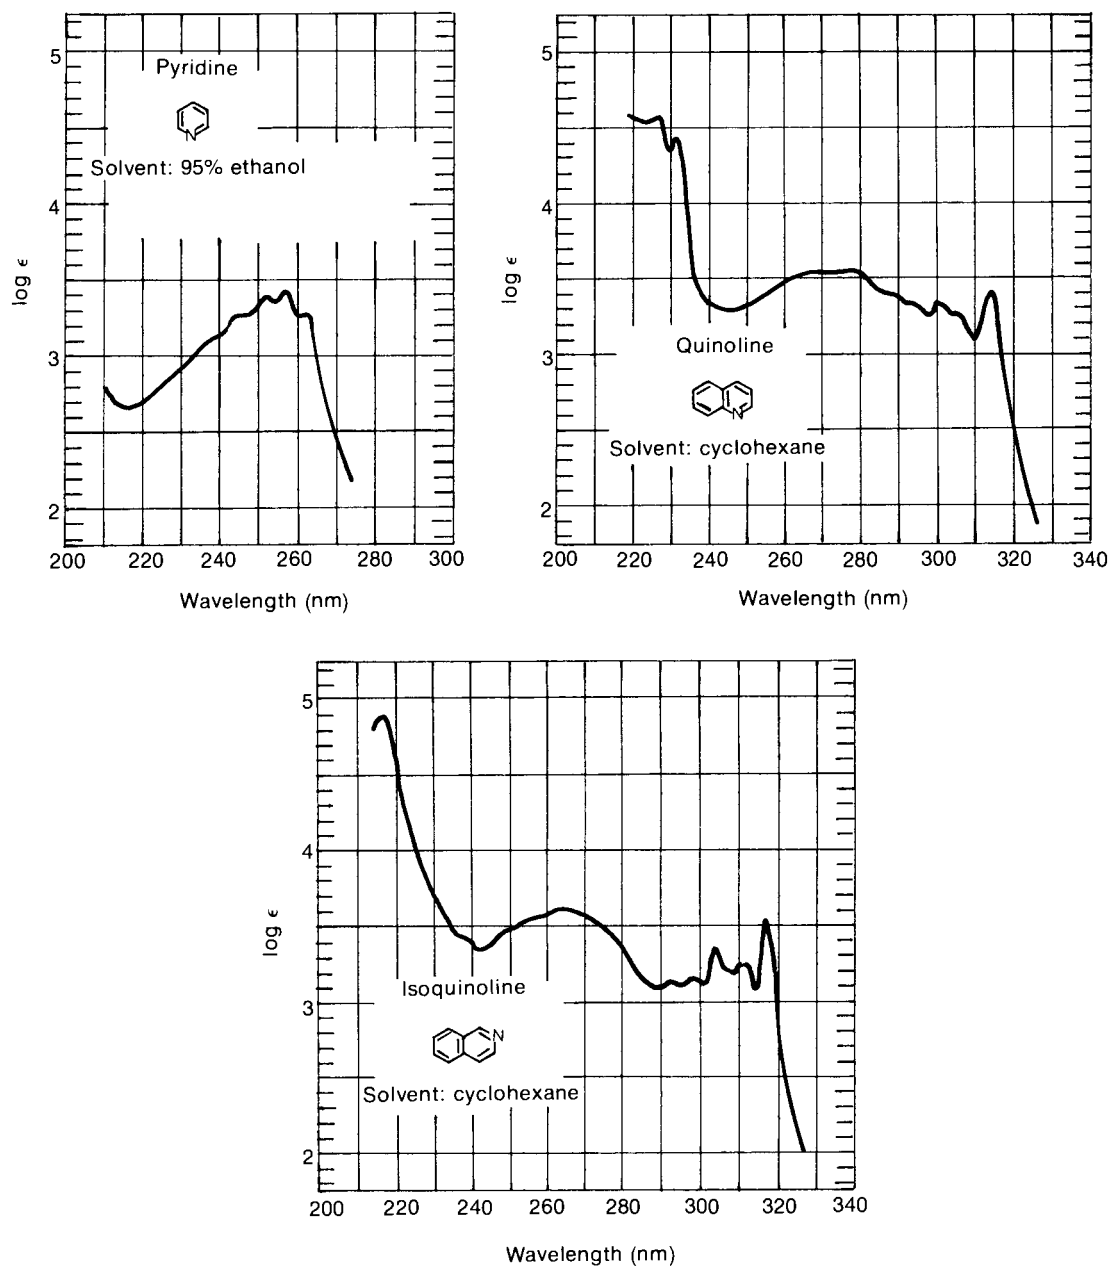 5
Pyridine
N
Solvent: 95% ethanol
4
log ϵ
3
2
200 220 240 260 280 300
Wavelength (nm)
5
4
log ϵ
Quinoline
3
N
Solvent: cyclohexane
2
200 220 240 260 280 300 320 340
Wavelength (nm)
5
4
log ϵ
Isoquinoline
3
N
Solvent: cyclohexane
2
200 220 240 260 280 300 320 340
Wavelength (nm)